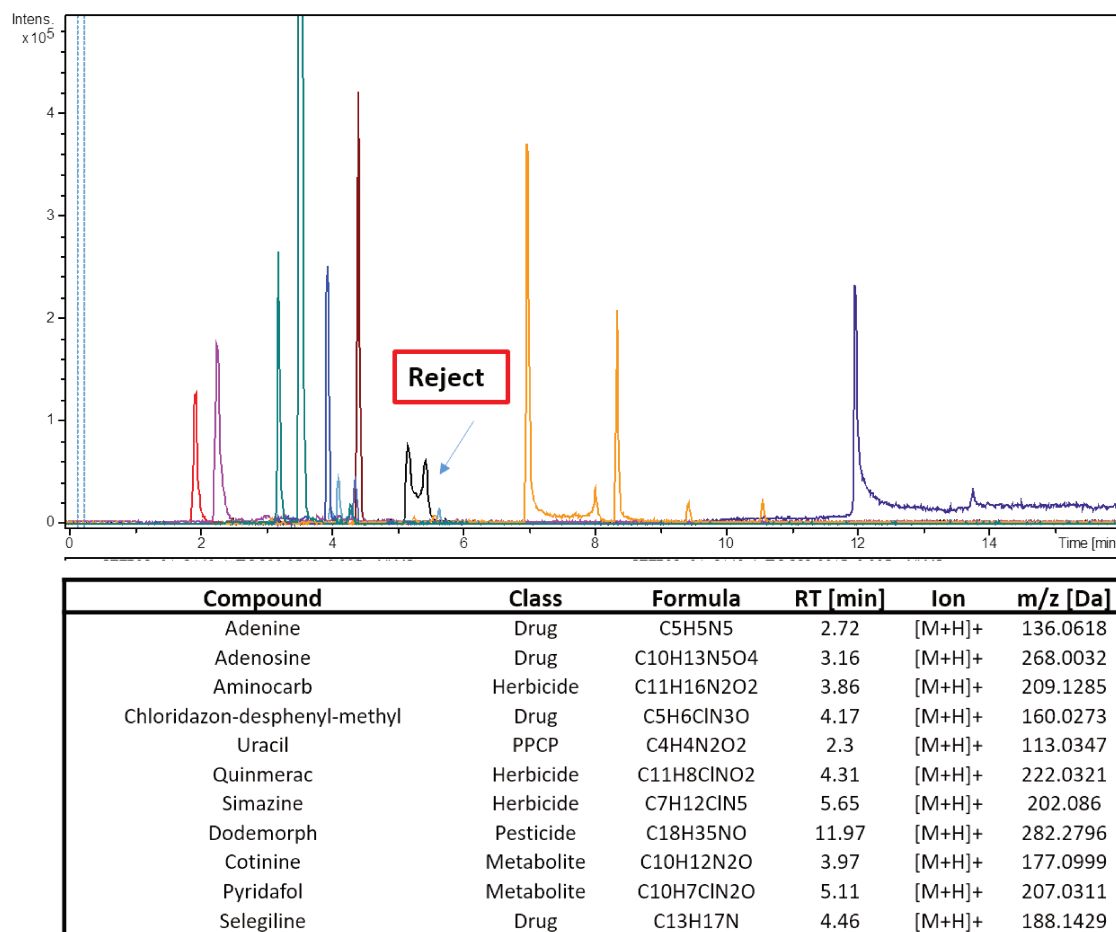 Intens.
x10⁵
4
3
2
1
0
Reject
0 2 4 6 8 10 12 14 Time [min]
Compound Class Formula RT [min] Ion m/z [Da]
Adenine Drug C5H5N5 2.72 [M+H]+ 136.0618
Adenosine Drug C10H13N5O4 3.16 [M+H]+ 268.0032
Aminocarb Herbicide C11H16N2O2 3.86 [M+H]+ 209.1285
Chloridazon-desphenyl-methyl Drug C5H6ClN3O 4.17 [M+H]+ 160.0273
Uracil PPCP C4H4N2O2 2.3 [M+H]+ 113.0347
Quinmerac Herbicide C11H8ClNO2 4.31 [M+H]+ 222.0321
Simazine Herbicide C7H12ClN5 5.65 [M+H]+ 202.086
Dodemorph Pesticide C18H35NO 11.97 [M+H]+ 282.2796
Cotinine Metabolite C10H12N2O 3.97 [M+H]+ 177.0999
Pyridafol Metabolite C10H7ClN2O 5.11 [M+H]+ 207.0311
Selegiline Drug C13H17N 4.46 [M+H]+ 188.1429